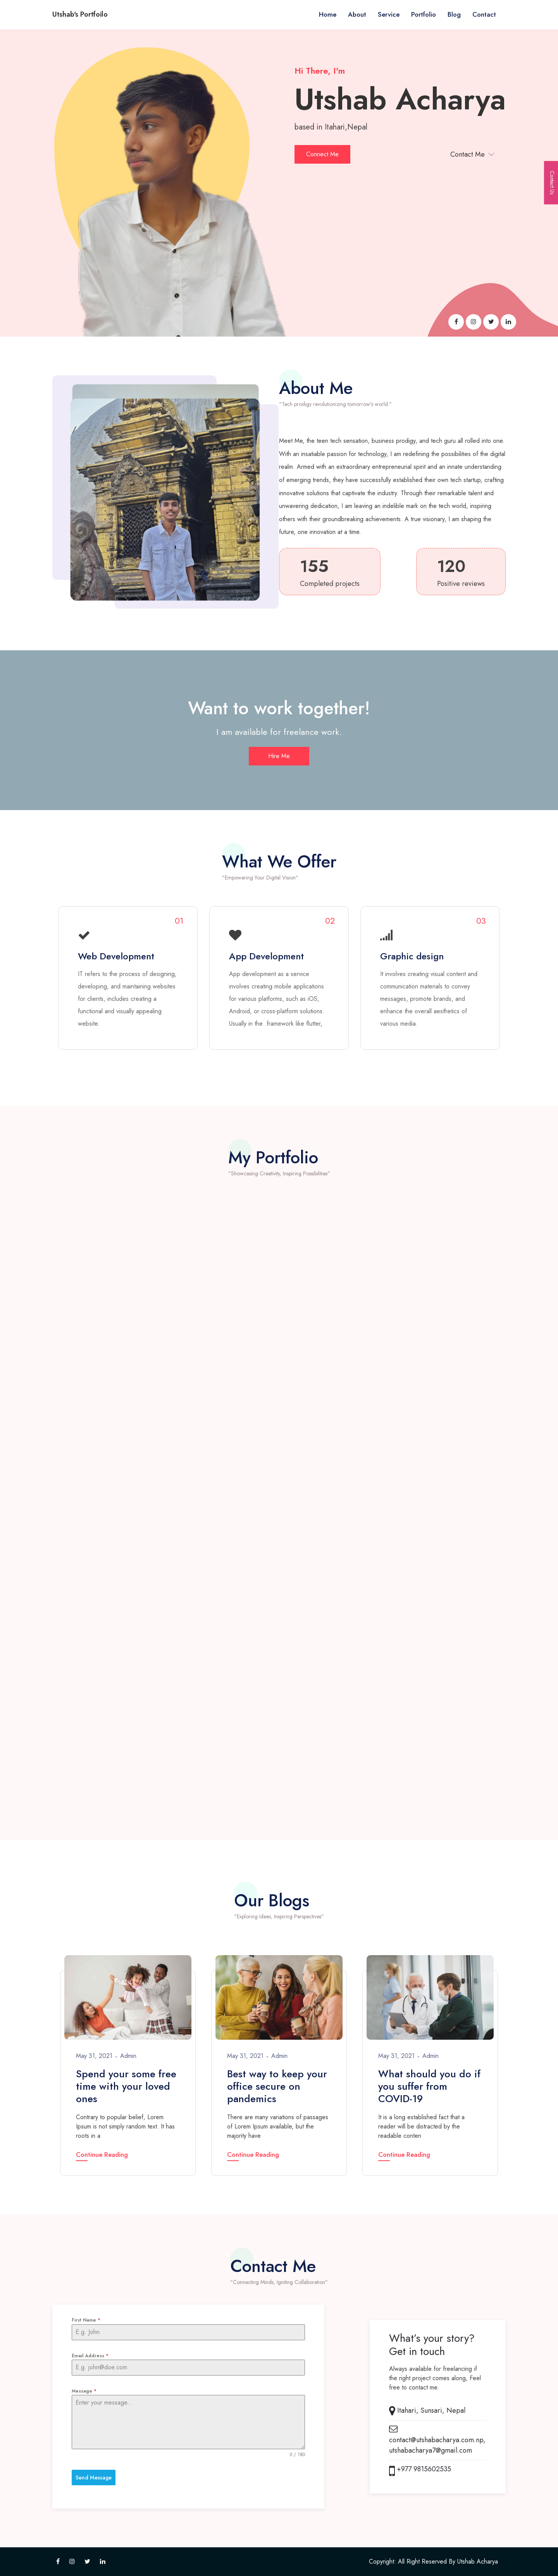 Utshab's Portfoilo
Home About Service Portfolio Blog Contact
Hi There, I'm
Utshab Acharya
based in Itahari,Nepal
Connect Me
Contact Me
Contact Us
About Me
"Tech prodigy revolutionizing tomorrow's world."
Meet Me, the teen tech sensation, business prodigy, and tech guru all rolled into one.
With an insatiable passion for technology, I am redefining the possibilities of the digital
realm. Armed with an extraordinary entrepreneurial spirit and an innate understanding
of emerging trends, they have successfully established their own tech startup, crafting
innovative solutions that captivate the industry. Through their remarkable talent and
unwavering dedication, I am leaving an indelible mark on the tech world, inspiring
others with their groundbreaking achievements. A true visionary, I am shaping the
future, one innovation at a time.
155
Completed projects
120
Positive reviews
Want to work together!
I am available for freelance work.
Hire Me
What We Offer
"Empowering Your Digital Vision"
01
Web Development
IT refers to the process of designing,
developing, and maintaining websites
for clients, includes creating a
functional and visually appealing
website.
02
App Development
App development as a service
involves creating mobile applications
for various platforms, such as iOS,
Android, or cross-platform solutions.
Usually in the framework like flutter,
03
Graphic design
It involves creating visual content and
communication materials to convey
messages, promote brands, and
enhance the overall aesthetics of
various media.
My Portfolio
"Showcasing Creativity, Inspiring Possibilities"
Our Blogs
"Exploring Ideas, Inspiring Perspectives"
May 31, 2021 - Admin
Spend your some free
time with your loved
ones
Contrary to popular belief, Lorem
Ipsum is not simply random text. It has
roots in a
Continue Reading
May 31, 2021 - Admin
Best way to keep your
office secure on
pandemics
There are many variations of passages
of Lorem Ipsum available, but the
majority have
Continue Reading
May 31, 2021 - Admin
What should you do if
you suffer from
COVID-19
It is a long established fact that a
reader will be distracted by the
readable conten
Continue Reading
Contact Me
"Connecting Minds, Igniting Collaboration"
First Name *
E.g. John
Email Address *
E.g. john@doe.com
Message *
Enter your message...
0 / 180
Send Message
What's your story?
Get in touch
Always available for freelancing if
the right project comes along, Feel
free to contact me.
Itahari, Sunsari, Nepal
contact@utshabacharya.com.np,
utshabacharya7@gmail.com
+977 9815602535
Copyright: All Right Reserved By Utshab Acharya